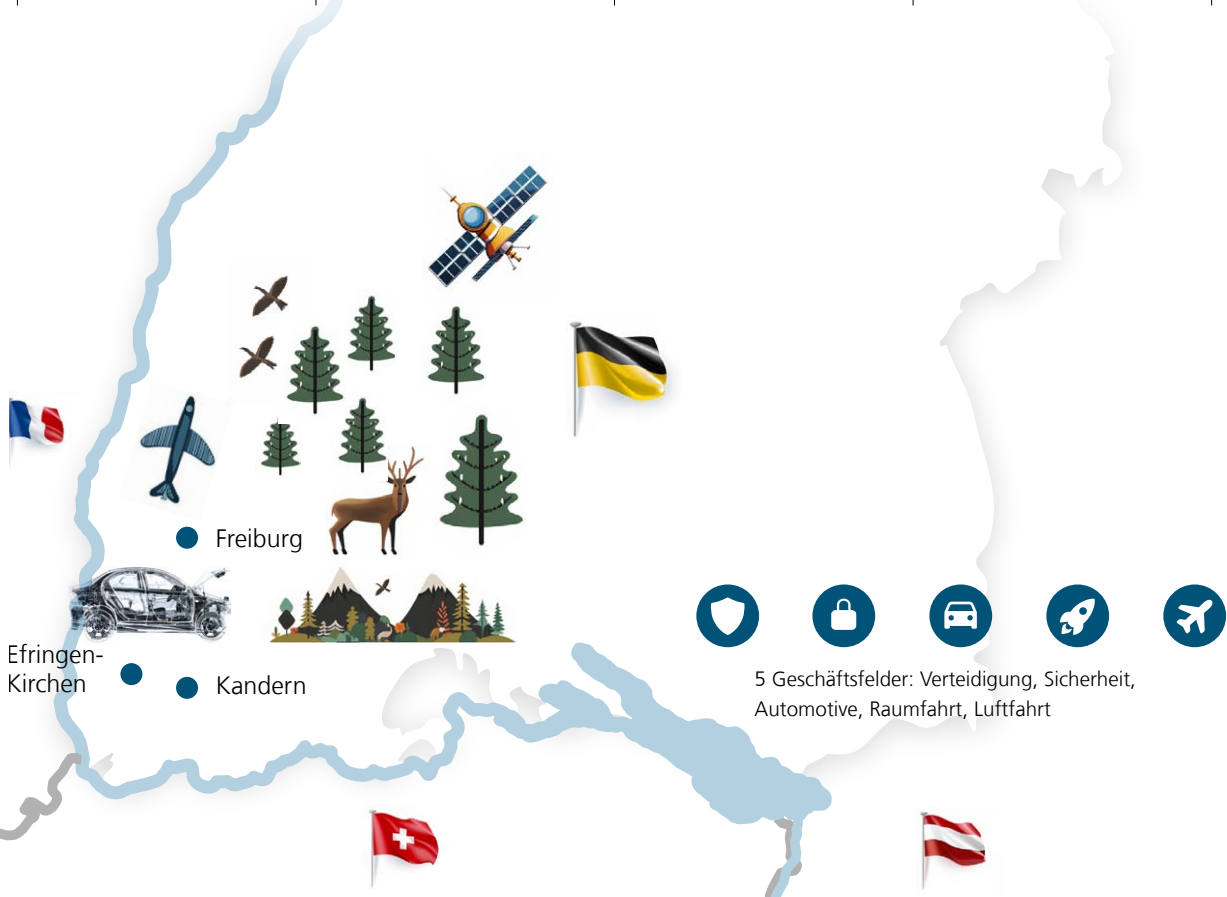 Freiburg
Efringen-
Kirchen
Kandern
5 Geschäftsfelder: Verteidigung, Sicherheit,
Automotive, Raumfahrt, Luftfahrt